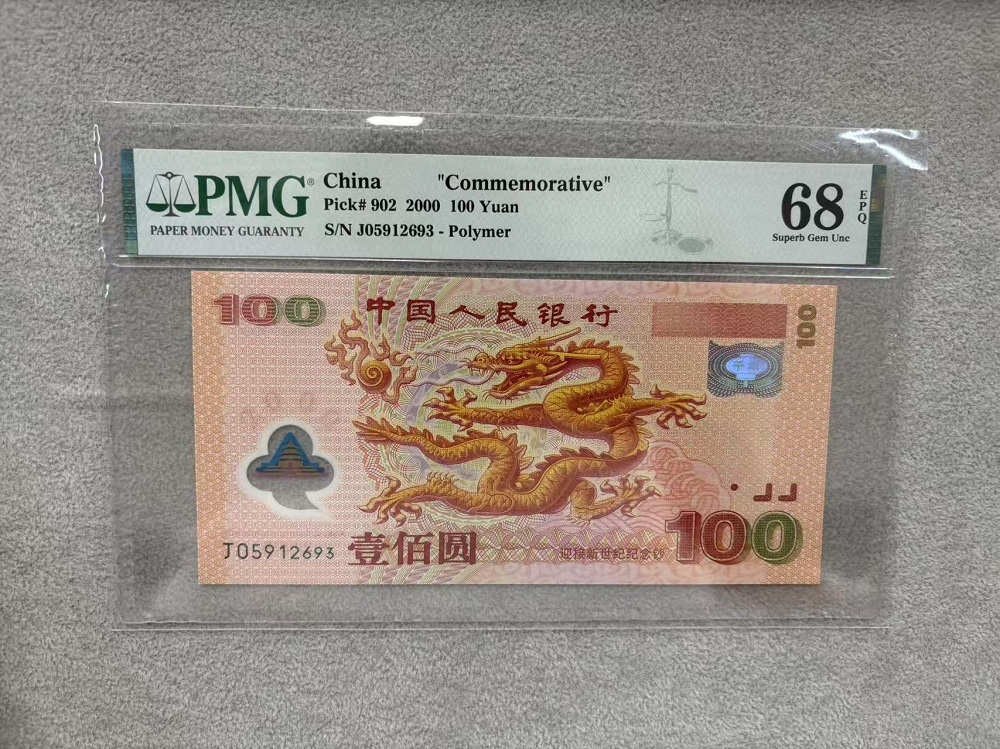 PMG®
PAPER MONEY GUARANTY
China "Commemorative"
Pick# 902 2000 100 Yuan
S/N J05912693 - Polymer
68
EPQ
Superb Gem Unc
100
中国人民银行
100
J05912693
壹佰圆
迎接新世纪纪念钞
100